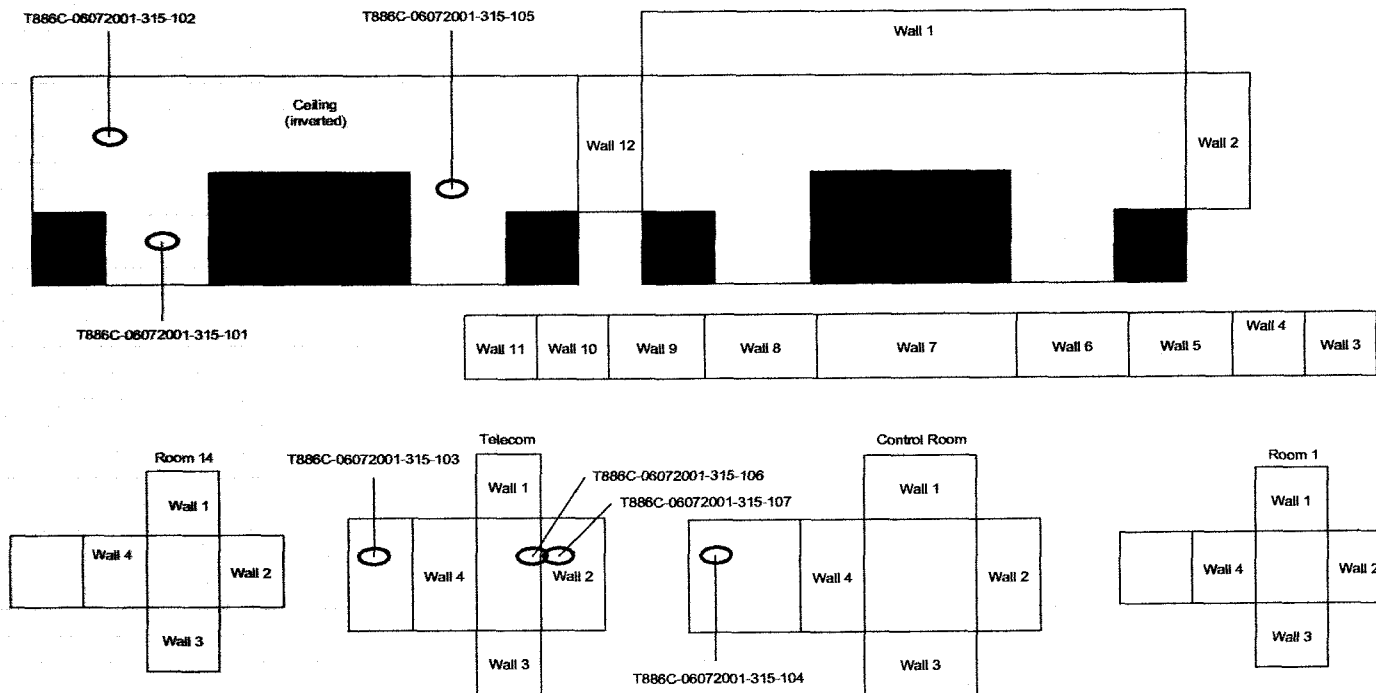 T886C-06072001-315-102
T886C-06072001-315-105
Wall 1
Ceiling
(inverted)
Wall 12
Wall 2
T886C-06072001-315-101
Wall 11
Wall 10
Wall 9
Wall 8
Wall 7
Wall 6
Wall 5
Wall 4
Wall 3
Room 14
Wall 1
Wall 4
Wall 2
Wall 3
T886C-06072001-315-103
Telecom
T886C-06072001-315-106
Wall 1
T886C-06072001-315-107
Wall 4
Wall 2
Wall 3
Control Room
Wall 1
Wall 4
Wall 2
Wall 3
T886C-06072001-315-104
Room 1
Wall 1
Wall 4
Wall 2
Wall 3